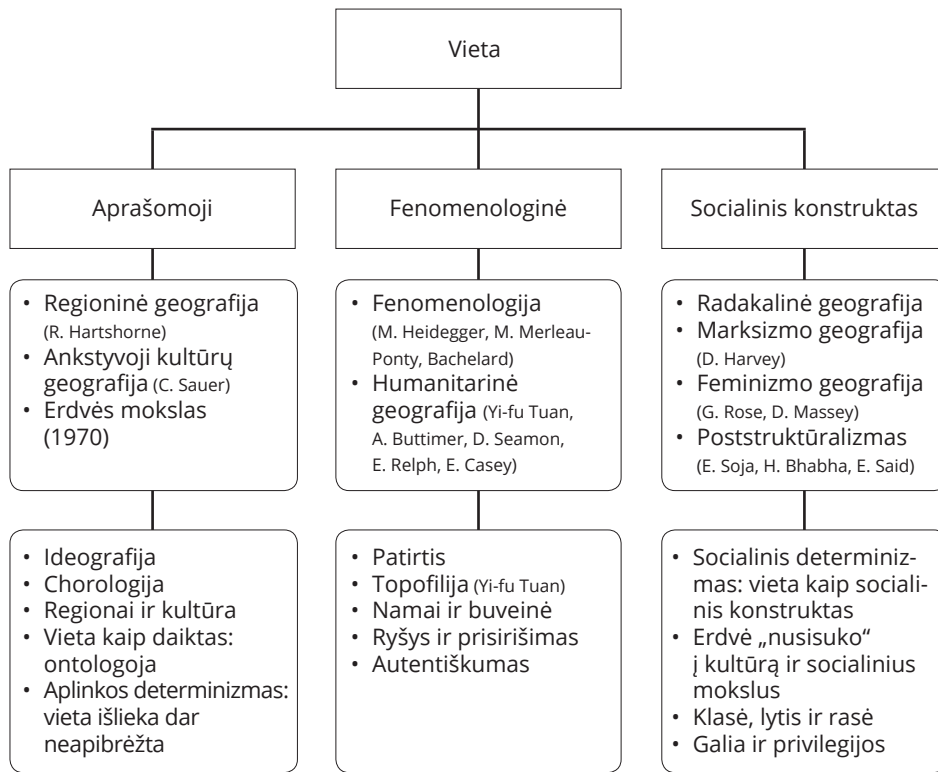 Vieta
Aprašomoji
Fenomenologinė
Socialinis konstruktas
• Regioninė geografija
(R. Hartshorne)
• Ankstyvoji kultūrų
geografija (C. Sauer)
• Erdvės mokslas
(1970)
• Fenomenologija
(M. Heidegger, M. Merleau-
Ponty, Bachelard)
• Humanitarinė
geografija (Yi-fu Tuan,
A. Buttimer, D. Seamon,
E. Relph, E. Casey)
• Radakalinė geografija
• Marksizmo geografija
(D. Harvey)
• Feminizmo geografija
(G. Rose, D. Massey)
• Poststruktūralizmas
(E. Soja, H. Bhabha, E. Said)
• Ideografija
• Chorologija
• Regionai ir kultūra
• Vieta kaip daiktas:
ontologoja
• Aplinkos determinizmas:
vieta išlieka dar
neapibrėžta
• Patirtis
• Topofilija (Yi-fu Tuan)
• Namai ir buveinė
• Ryšys ir prisirišimas
• Autentiškumas
• Socialinis determiniz-
mas: vieta kaip sociali-
nis konstruktas
• Erdvė „nusisuko“
į kultūrą ir socialinius
mokslus
• Klasė, lytis ir rasė
• Galia ir privilegijos